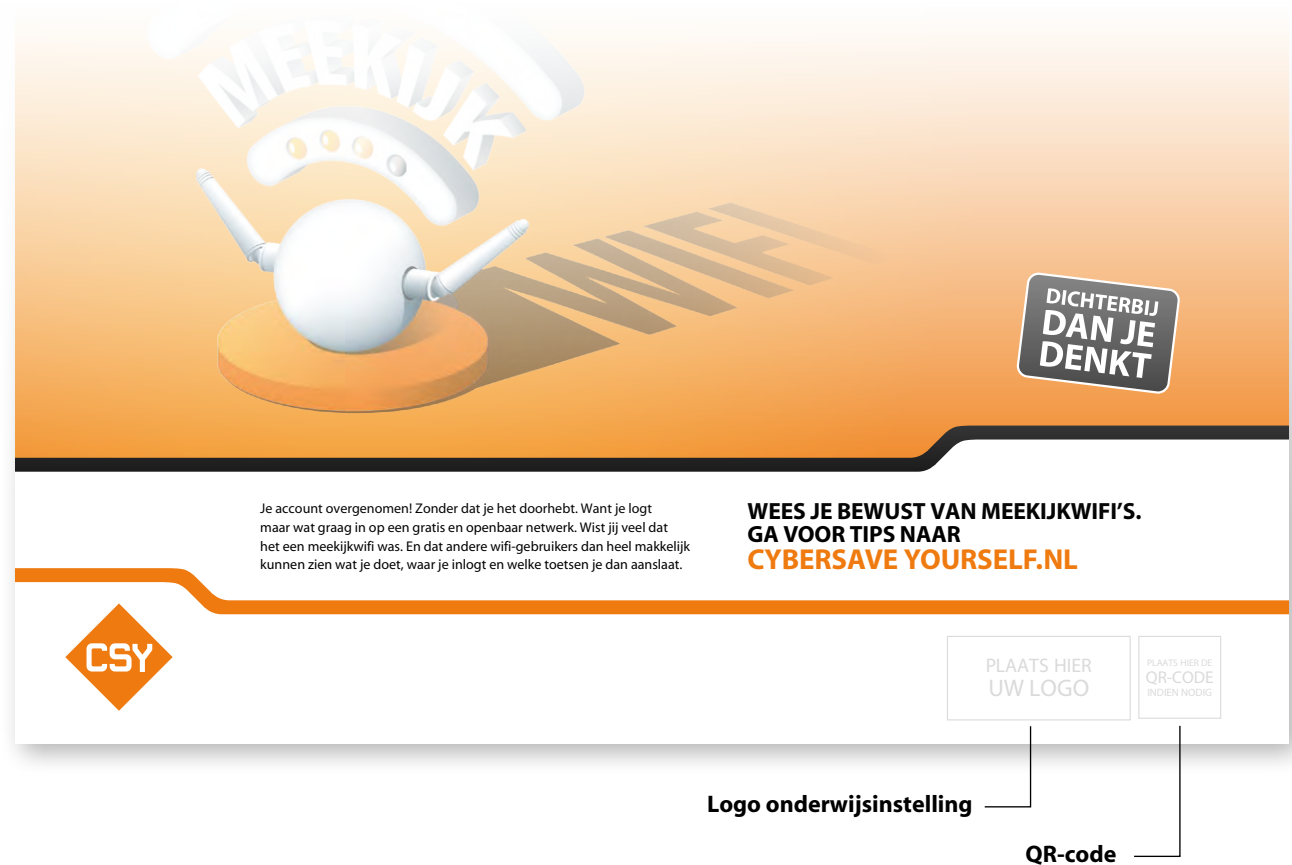 MEEKIJK
WIFI
DICHTERBIJ
DAN JE
DENKT
Je account overgenomen! Zonder dat je het doorhebt. Want je logt
maar wat graag in op een gratis en openbaar netwerk. Wist jij veel dat
het een meekijkwifi was. En dat andere wifi-gebruikers dan heel makkelijk
kunnen zien wat je doet, waar je inlogt en welke toetsen je dan aanslaat.
WEES JE BEWUST VAN MEEKIJKWIFI'S.
GA VOOR TIPS NAAR
CYBERSAVE YOURSELF.NL
CSY
PLAATS HIER
UW LOGO
PLAATS HIER DE
QR-CODE
INDIEN NODIG
Logo onderwijsinstelling
QR-code